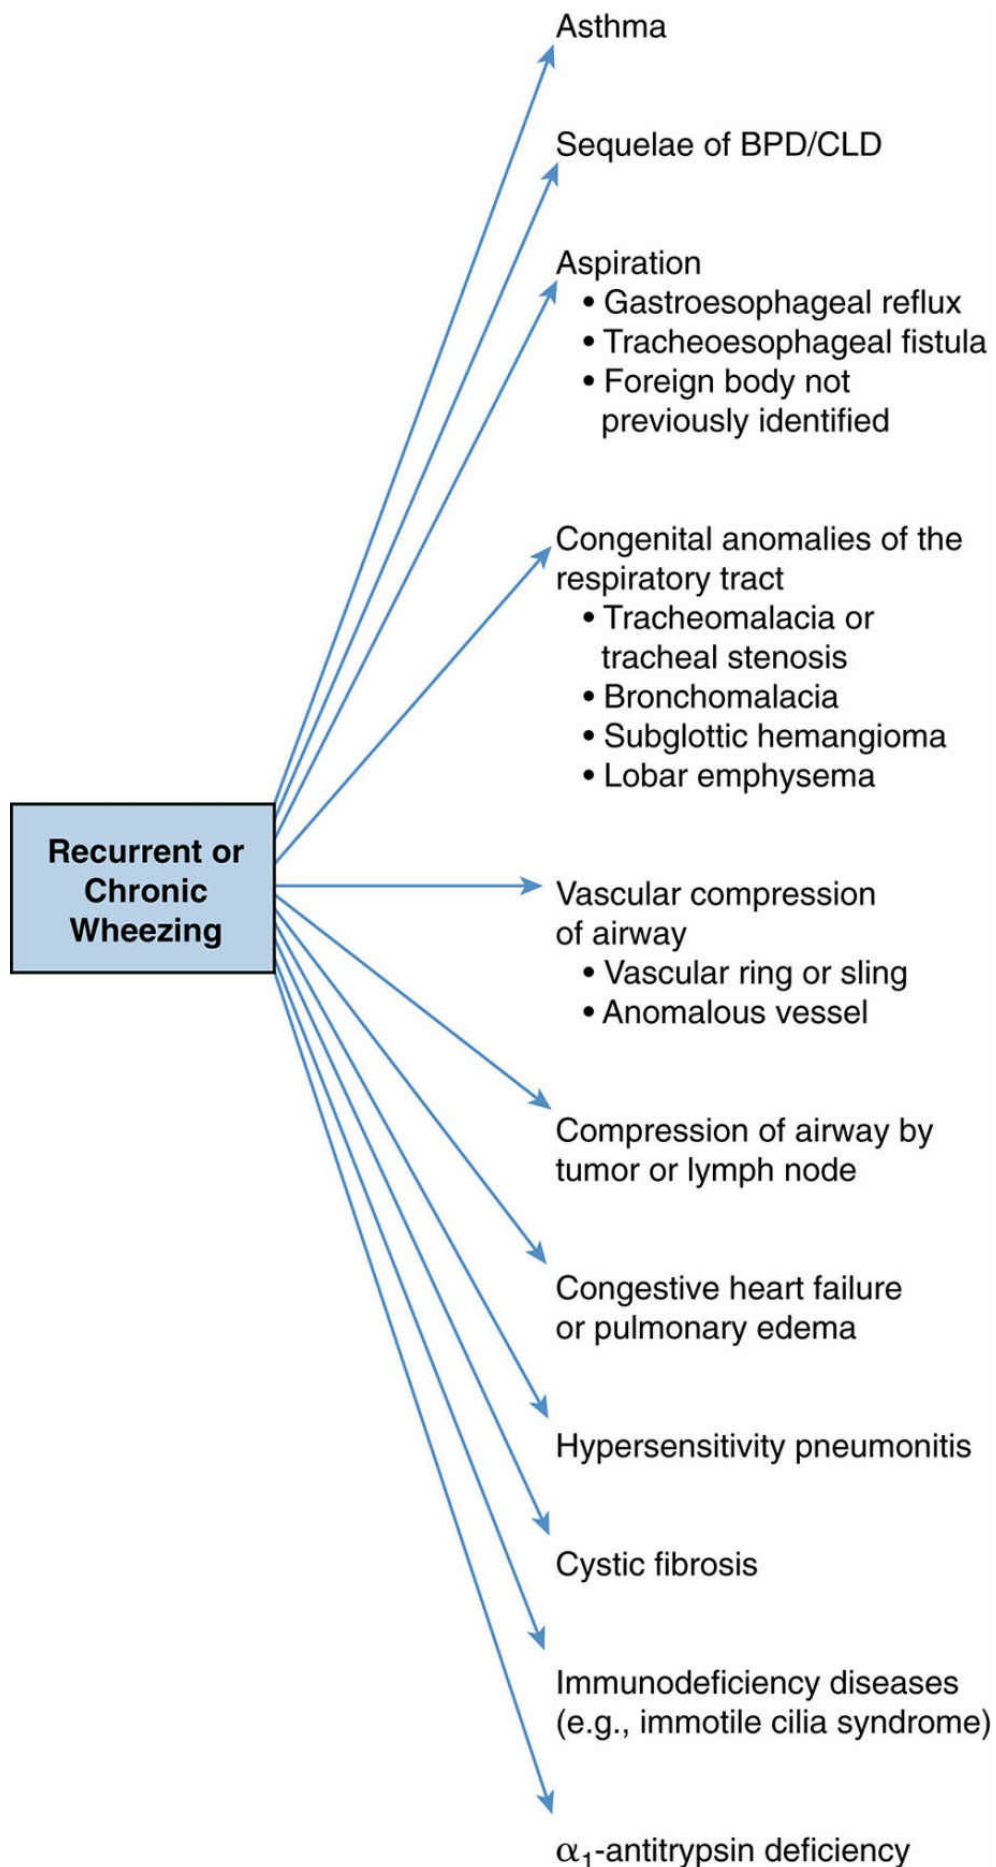 Asthma
Sequelae of BPD/CLD
Aspiration
• Gastroesophageal reflux
• Tracheoesophageal fistula
• Foreign body not
previously identified
Congenital anomalies of the
respiratory tract
• Tracheomalacia or
tracheal stenosis
• Bronchomalacia
• Subglottic hemangioma
• Lobar emphysema
Recurrent or
Chronic
Wheezing
Vascular compression
of airway
• Vascular ring or sling
• Anomalous vessel
Compression of airway by
tumor or lymph node
Congestive heart failure
or pulmonary edema
Hypersensitivity pneumonitis
Cystic fibrosis
Immunodeficiency diseases
(e.g., immotile cilia syndrome)
α₁-antitrypsin deficiency